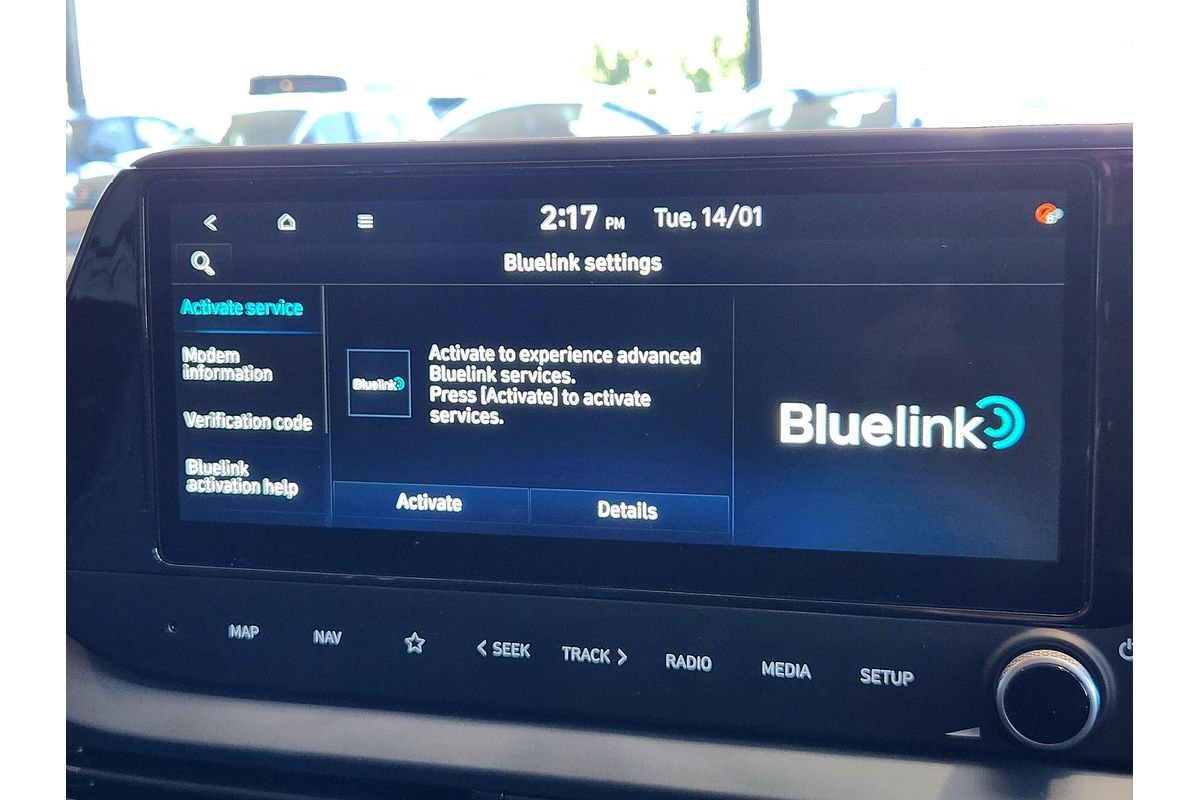 2:17 PM Tue, 14/01
Bluelink settings
Activate service
Modem
information
Verification code
Bluelink
activation help
Bluelink
Activate to experience advanced
Bluelink services.
Press [Activate] to activate
services.
Activate
Details
Bluelink
MAP
NAV
< SEEK
TRACK >
RADIO
MEDIA
SETUP